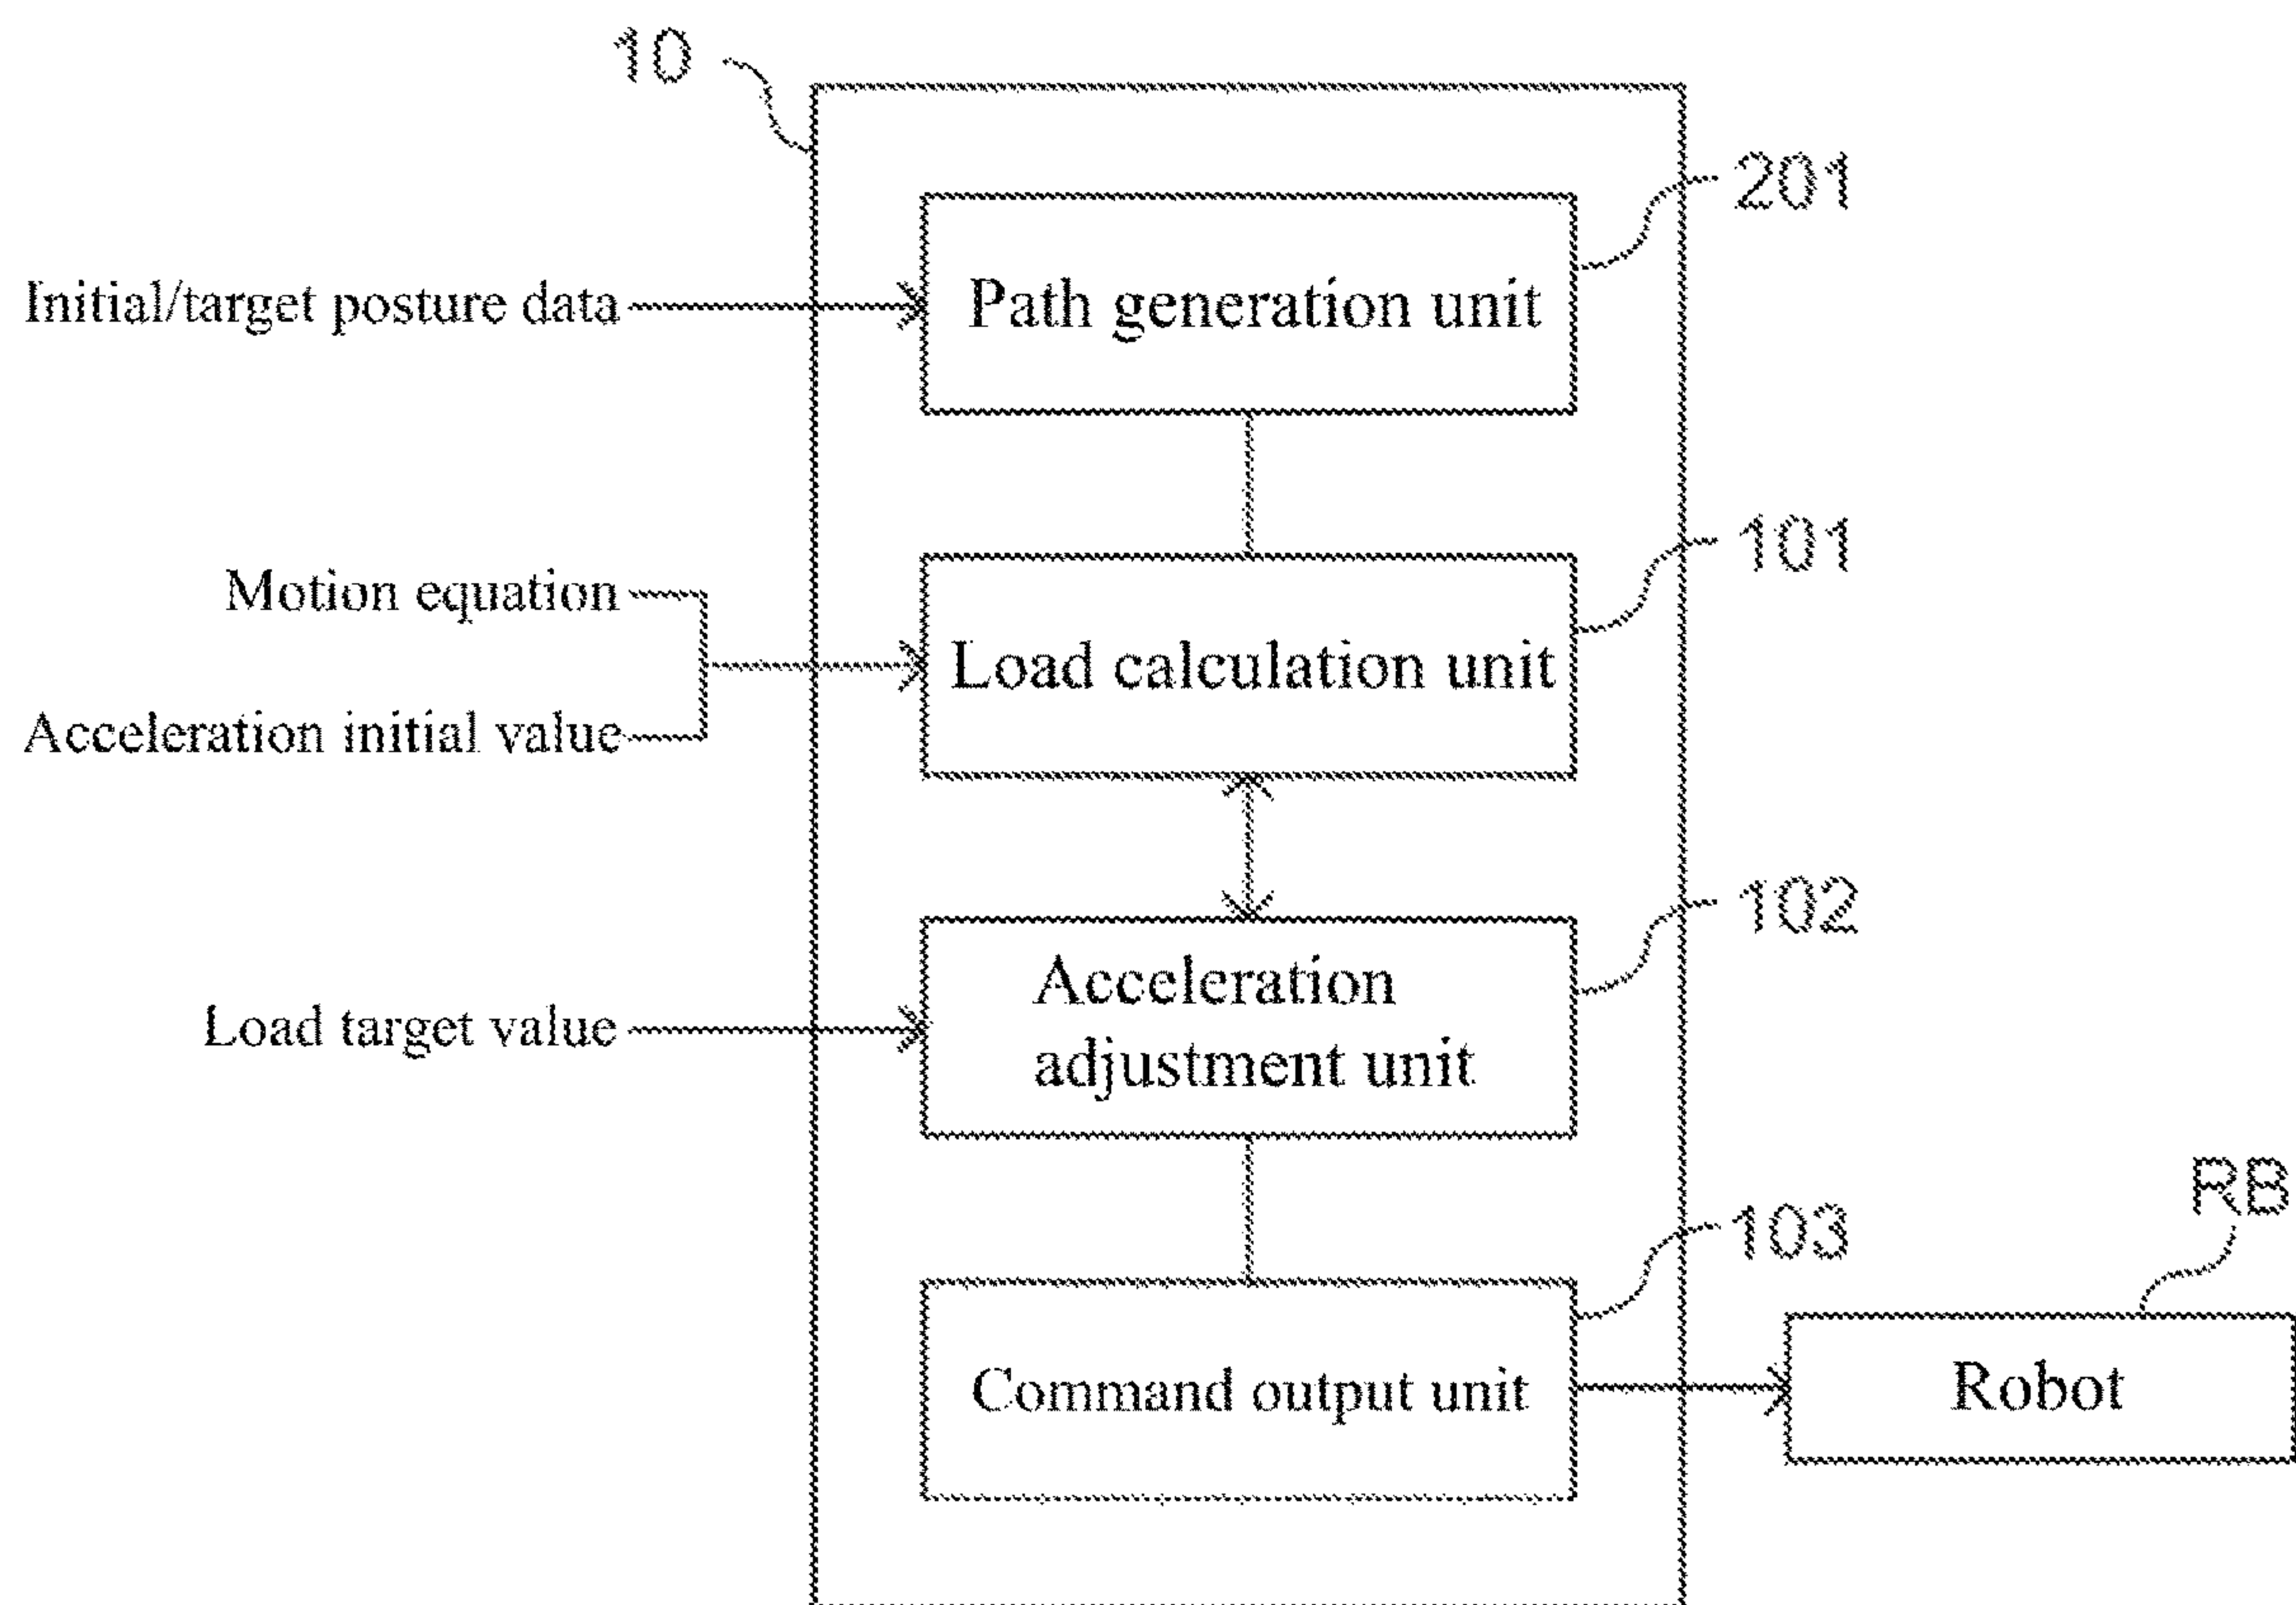 10
201
Initial/target posture data
Path generation unit
101
Motion equation
Load calculation unit
Acceleration initial value
102
Acceleration
adjustment unit
Load target value
103
RB
Command output unit
Robot